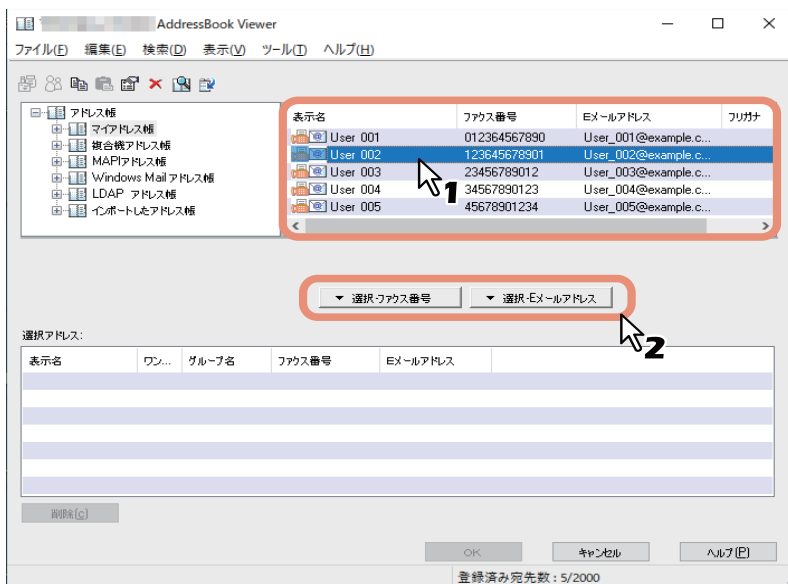 AddressBook Viewer
ファイル(F) 編集(E) 検索(D) 表示(V) ツール(T) ヘルプ(H)
アドレス帳
マイアドレス帳
複合機アドレス帳
MAPIアドレス帳
Windows Mail アドレス帳
LDAP アドレス帳
インポートしたアドレス帳
表示名 ファクス番号 Eメールアドレス フリガナ
User 001 012364567890 User_001@example.c...
User 002 123645678901 User_002@example.c...
User 003 23456789012 User_003@example.c...
User 004 34567890123 User_004@example.c...
User 005 45678901234 User_005@example.c...
1
選択-ファクス番号 選択-Eメールアドレス
2
選択アドレス:
表示名 ワン... グループ名 ファクス番号 Eメールアドレス
削除(C)
OK キャンセル ヘルプ(P)
登録済み宛先数 : 5/2000